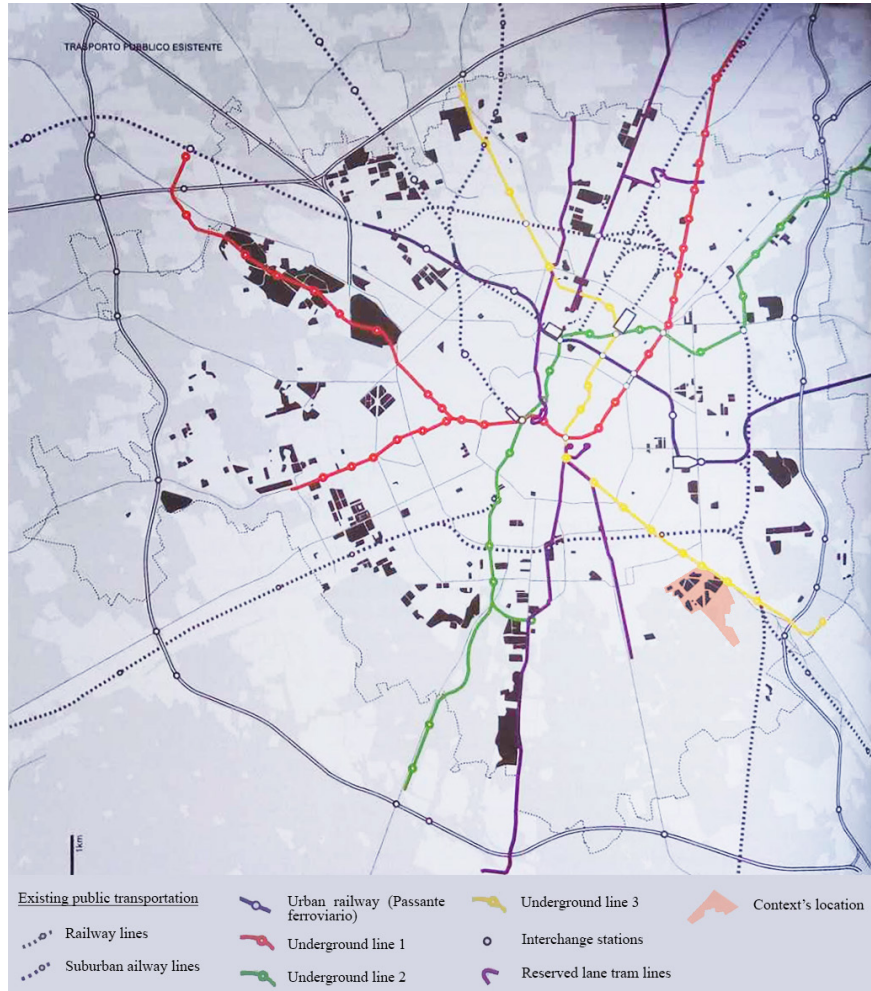 TRASPORTO PUBBLICO ESISTENTE
1km
Existing public transportation
Railway lines
Suburban ailway lines
Urban railway (Passante
ferroviario)
Underground line 1
Underground line 2
Underground line 3
Interchange stations
Reserved lane tram lines
Context's location